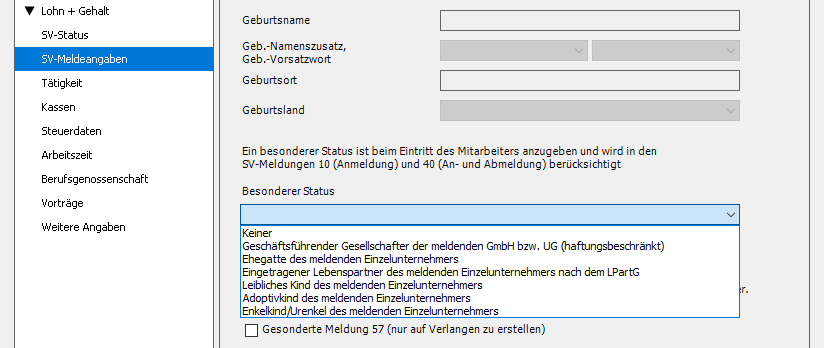 Lohn + Gehalt
SV-Status
SV-Meldeangaben
Tätigkeit
Kassen
Steuerdaten
Arbeitszeit
Berufsgenossenschaft
Vorträge
Weitere Angaben
Geburtsname
Geb.-Namenszusatz,
Geb.-Vorsatzwort
Geburtsort
Geburtsland
Ein besonderer Status ist beim Eintritt des Mitarbeiters anzugeben und wird in den
SV-Meldungen 10 (Anmeldung) und 40 (An- und Abmeldung) berücksichtigt
Besonderer Status
Keiner
Geschäftsführender Gesellschafter der meldenden GmbH bzw. UG (haftungsbeschränkt)
Ehegatte des meldenden Einzelunternehmers
Eingetragener Lebenspartner des meldenden Einzelunternehmers nach dem LPartG
Leibliches Kind des meldenden Einzelunternehmers
Adoptivkind des meldenden Einzelunternehmers
Enkelkind/Urenkel des meldenden Einzelunternehmers
Gesonderte Meldung 57 (nur auf Verlangen zu erstellen)